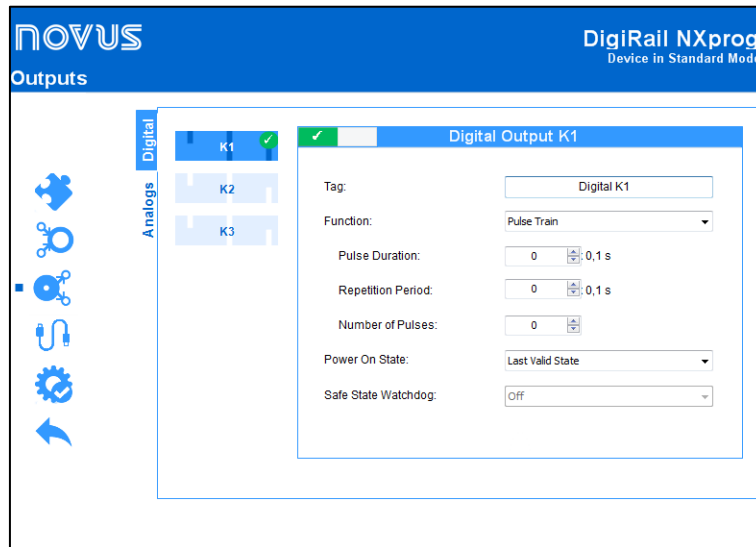 novus
DigiRail NXprog
Device in Standard Mode
Outputs
Digital
Analogs
K1
K2
K3
Digital Output K1
Tag: Digital K1
Function: Pulse Train
Pulse Duration: 0 : 0,1 s
Repetition Period: 0 : 0,1 s
Number of Pulses: 0
Power On State: Last Valid State
Safe State Watchdog: Off